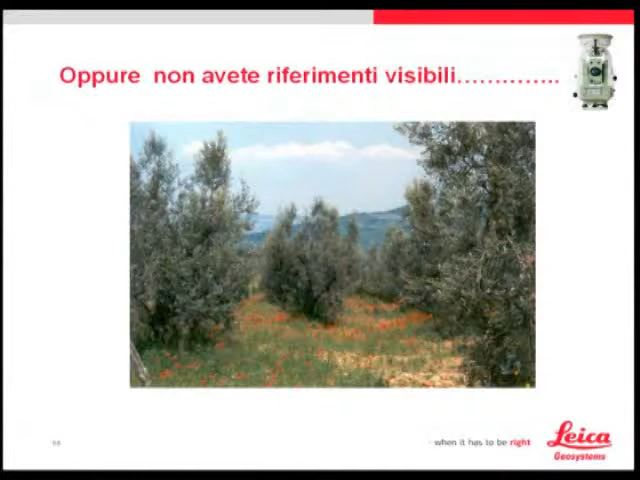 Oppure non avete riferimenti visibili…………..
- when it has to be right
Leica
Geosystems